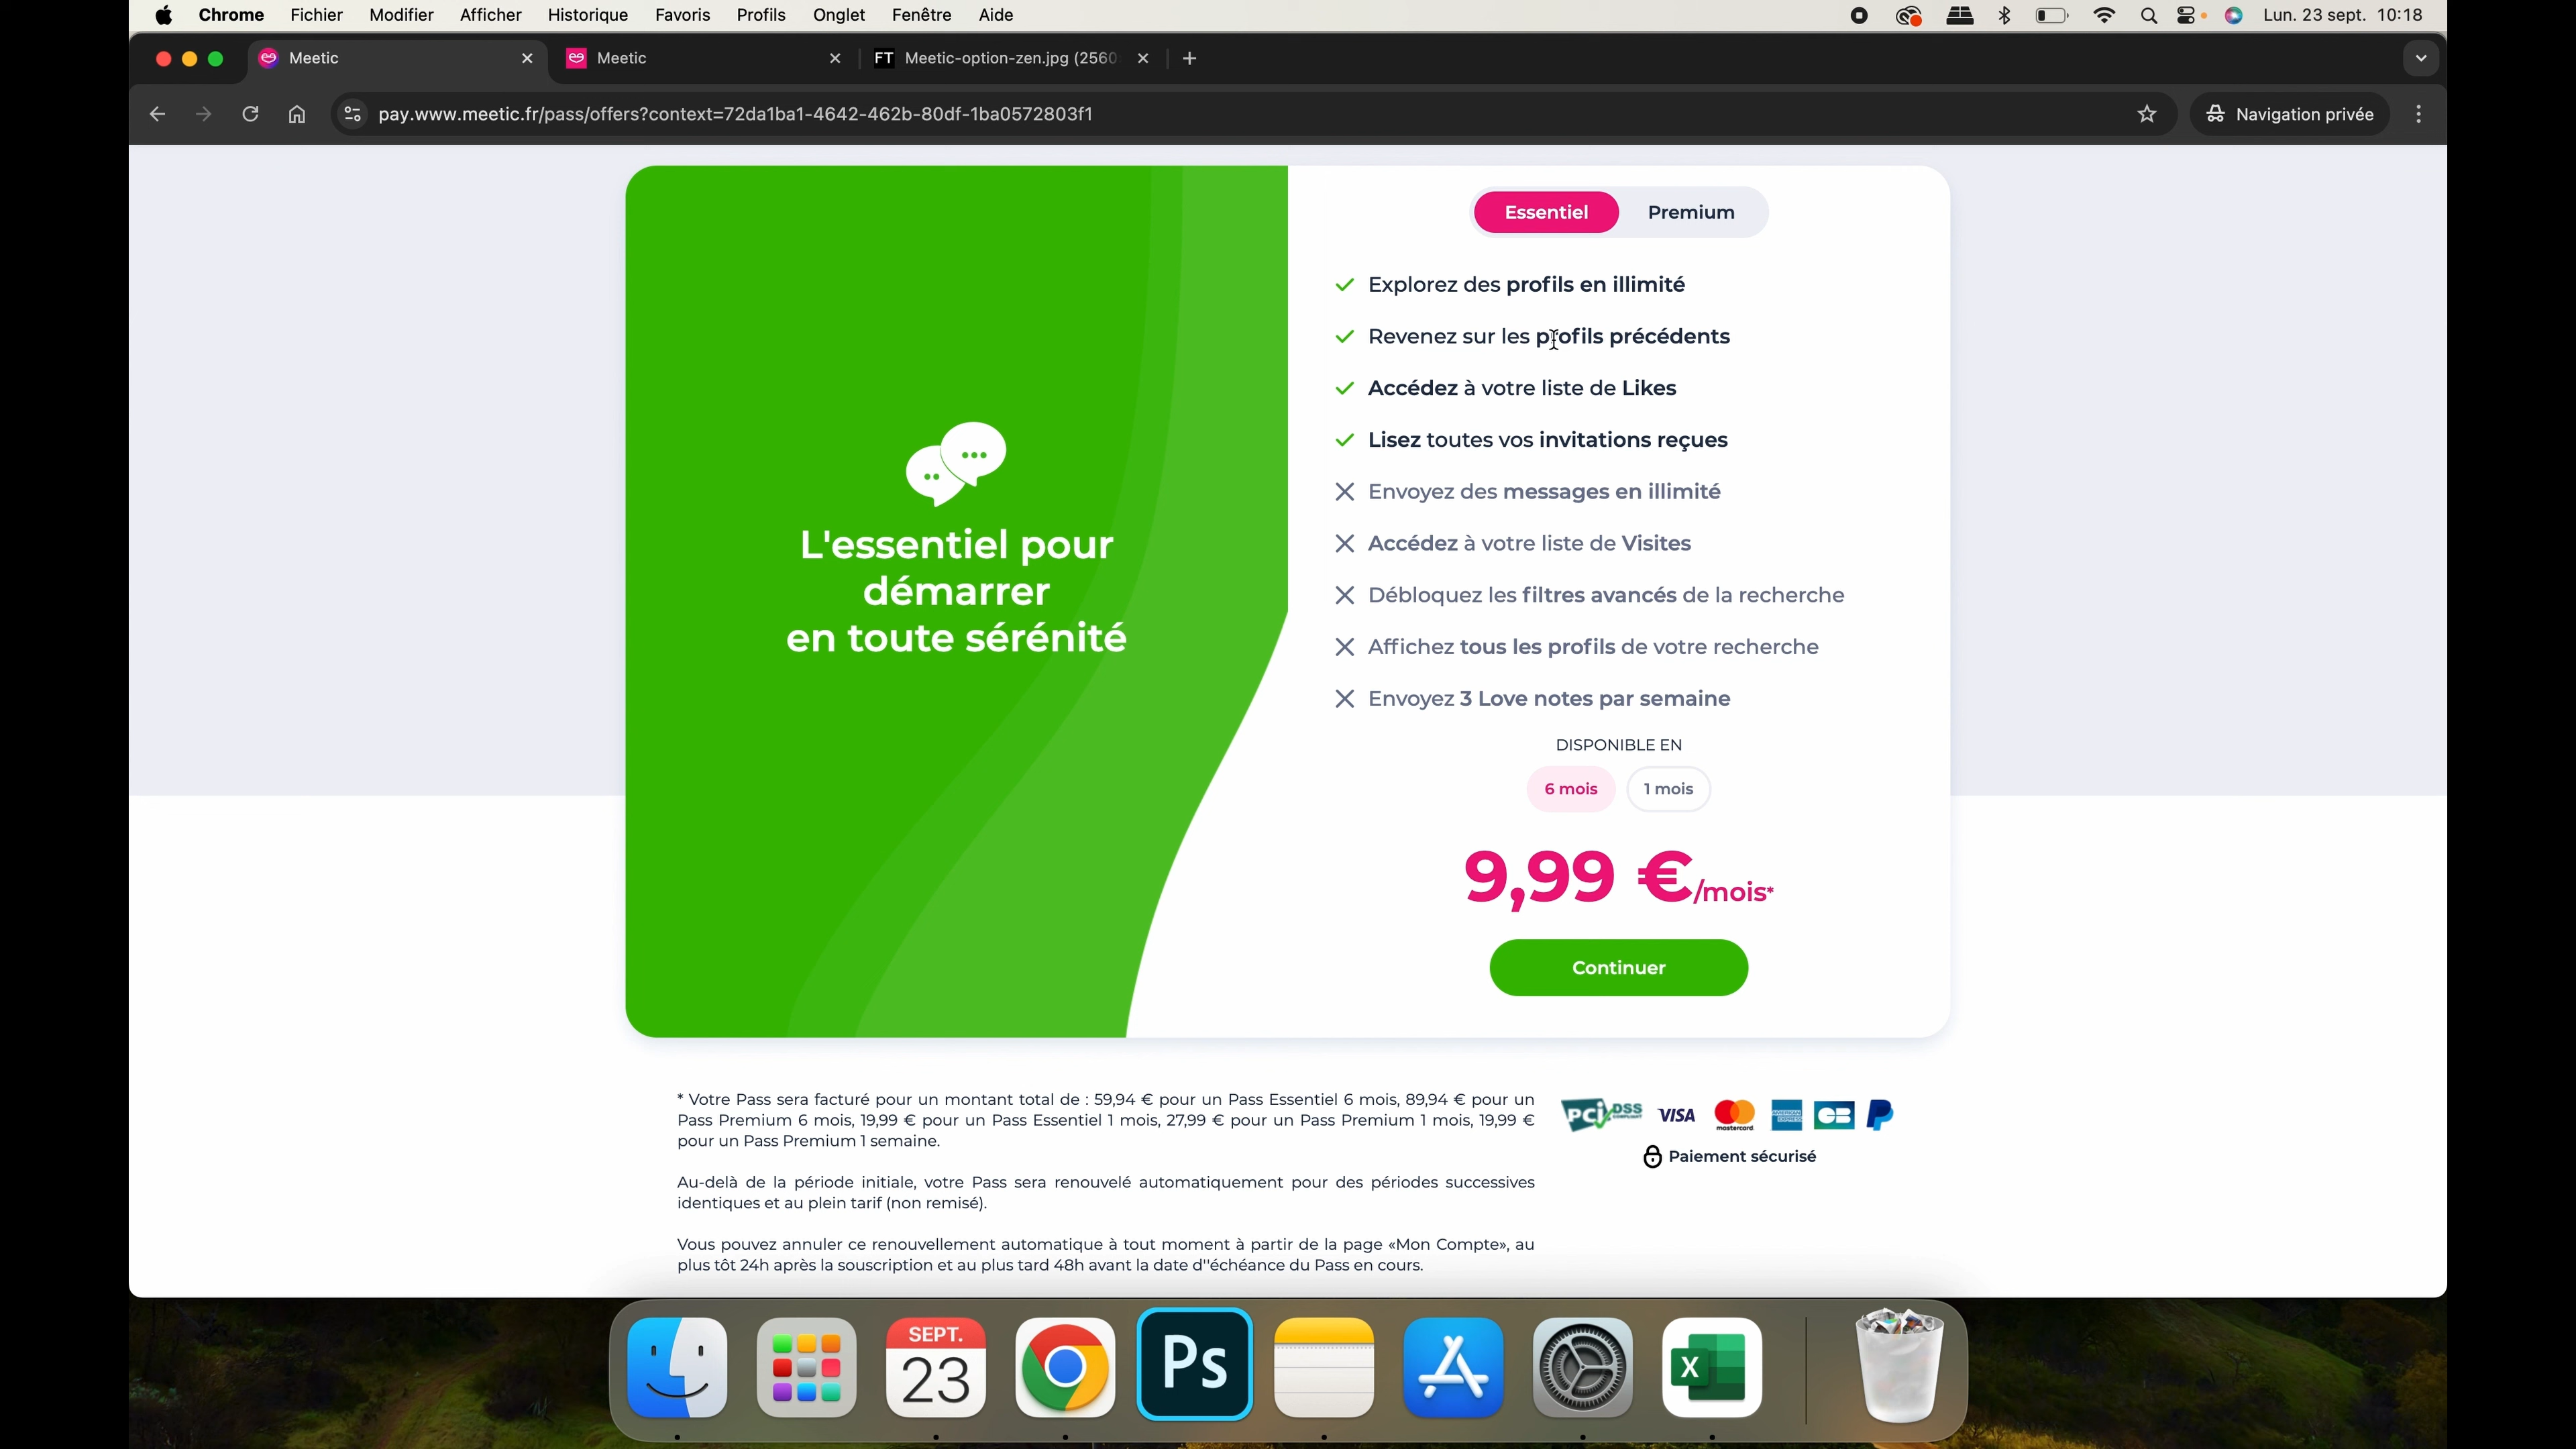 Chrome Fichier Modifier Afficher Historique Favoris Profils Onglet Fenêtre Aide Lun. 23 sept. 10:18
Meetic Meetic FT Meetic-option-zen.jpg (2560
pay.www.meetic.fr/pass/offers?context=72da1ba1-4642-462b-80df-1ba0572803f1 Navigation privée
L'essentiel pour
démarrer
en toute sérénité
Essentiel Premium
Explorez des profils en illimité
Revenez sur les profils précédents
Accédez à votre liste de Likes
Lisez toutes vos invitations reçues
Envoyez des messages en illimité
Accédez à votre liste de Visites
Débloquez les filtres avancés de la recherche
Affichez tous les profils de votre recherche
Envoyez 3 Love notes par semaine
DISPONIBLE EN
6 mois 1 mois
9,99 €/mois*
Continuer
* Votre Pass sera facturé pour un montant total de : 59,94 € pour un Pass Essentiel 6 mois, 89,94 € pour un
Pass Premium 6 mois, 19,99 € pour un Pass Essentiel 1 mois, 27,99 € pour un Pass Premium 1 mois, 19,99 €
pour un Pass Premium 1 semaine.
Au-delà de la période initiale, votre Pass sera renouvelé automatiquement pour des périodes successives
identiques et au plein tarif (non remisé).
Vous pouvez annuler ce renouvellement automatique à tout moment à partir de la page «Mon Compte», au
plus tôt 24h après la souscription et au plus tard 48h avant la date d''échéance du Pass en cours.
PCI DSS COMPLIANT VISA mastercard AMERICAN EXPRESS CB
Paiement sécurisé
SEPT.
23
Ps
X